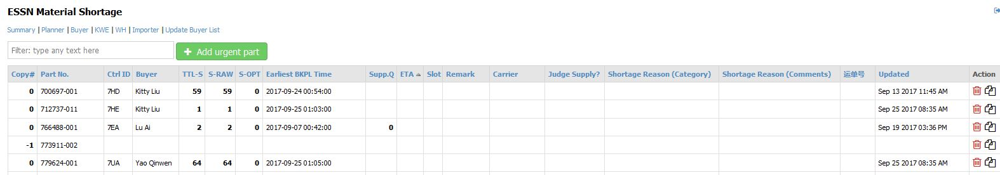 ESSN Material Shortage
Summary | Planner | Buyer | KWE | WH | Importer | Update Buyer List
Filter: type any text here + Add urgent part
Copy# Part No. Ctrl ID Buyer TTL-S S-RAW S-OPT Earliest BKPL Time Supp.Q ETA Slot Remark Carrier Judge Supply? Shortage Reason (Category) Shortage Reason (Comments) 运单号 Updated Action
0 700697-001 7HD Kitty Liu 59 59 0 2017-09-24 00:54:00 Sep 13 2017 11:45 AM
0 712737-011 7HE Kitty Liu 1 1 0 2017-09-25 01:03:00 Sep 25 2017 08:35 AM
0 766488-001 7EA Lu Ai 2 2 0 2017-09-07 00:42:00 0 Sep 19 2017 03:36 PM
-1 773911-002
0 779624-001 7UA Yao Qinwen 64 64 0 2017-09-25 01:05:00 Sep 25 2017 08:35 AM